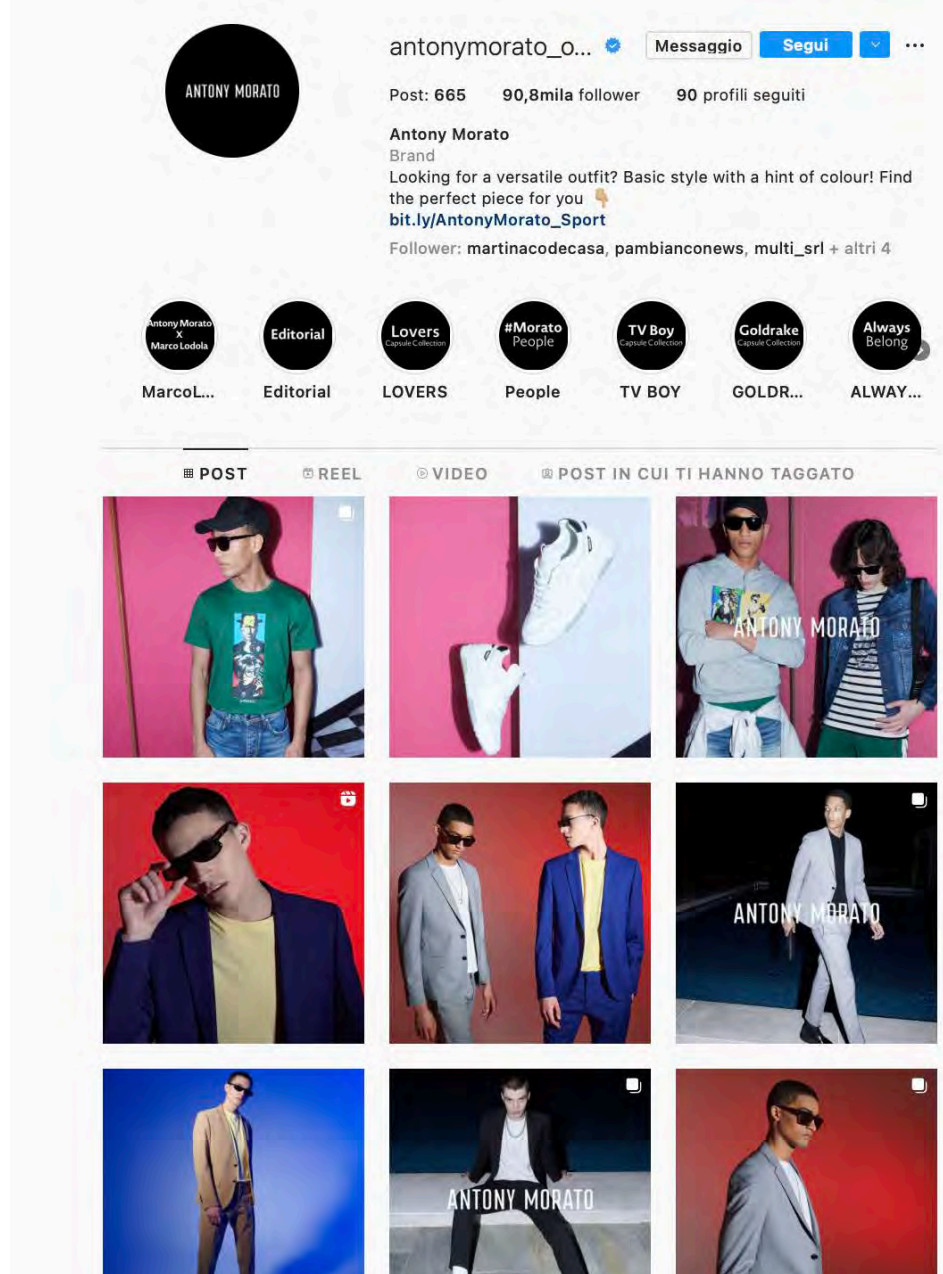 ANTONY MORATO
antonymorato_o...
Messaggio
Segui
Post: 665 90,8mila follower 90 profili seguiti
Antony Morato
Brand
Looking for a versatile outfit? Basic style with a hint of colour! Find
the perfect piece for you
bit.ly/AntonyMorato_Sport
Follower: martinacodecasa, pambianconews, multi_srl + altri 4
Antony Morato
X
Marco Lodola
Editorial
Lovers
Capsule Collection
#Morato
People
TV Boy
Capsule Collection
Goldrake
Capsule Collection
Always
Belong
MarcoL...
Editorial
LOVERS
People
TV BOY
GOLDR...
ALWAY...
POST
REEL
VIDEO
POST IN CUI TI HANNO TAGGATO
ANTONY MORATO
ANTONY MORATO
ANTONY MORATO